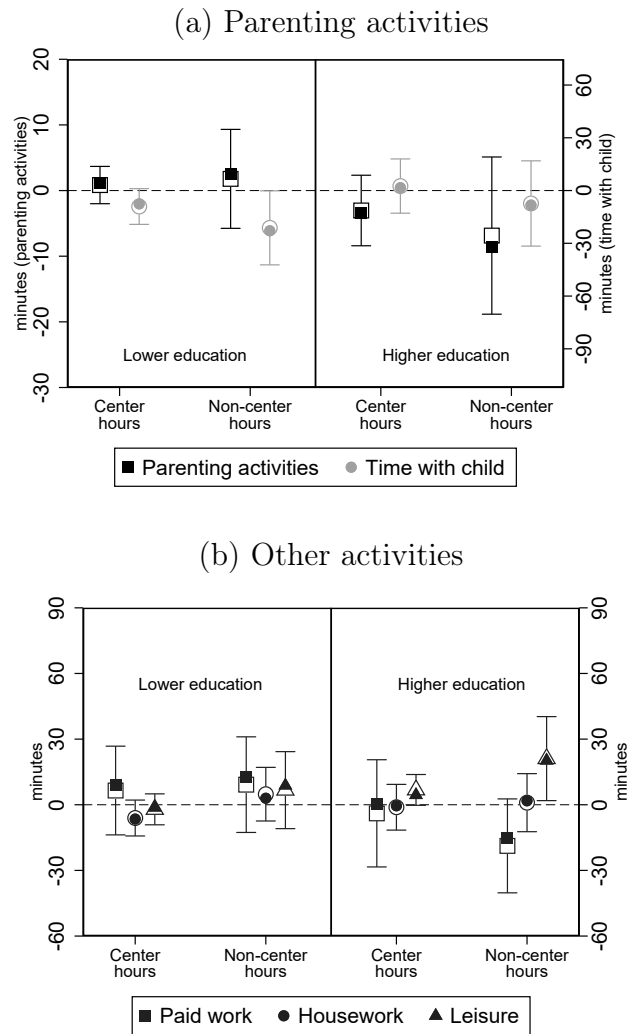 (a) Parenting activities
20
10
0
-10
-20
-30
minutes (parenting activities)
60
30
0
-30
-60
-90
minutes (time with child)
Lower education
Higher education
Center hours
Non-center hours
Center hours
Non-center hours
Parenting activities
Time with child
(b) Other activities
90
60
30
0
-30
-60
minutes
90
60
30
0
-30
-60
minutes
Lower education
Higher education
Center hours
Non-center hours
Center hours
Non-center hours
Paid work
Housework
Leisure